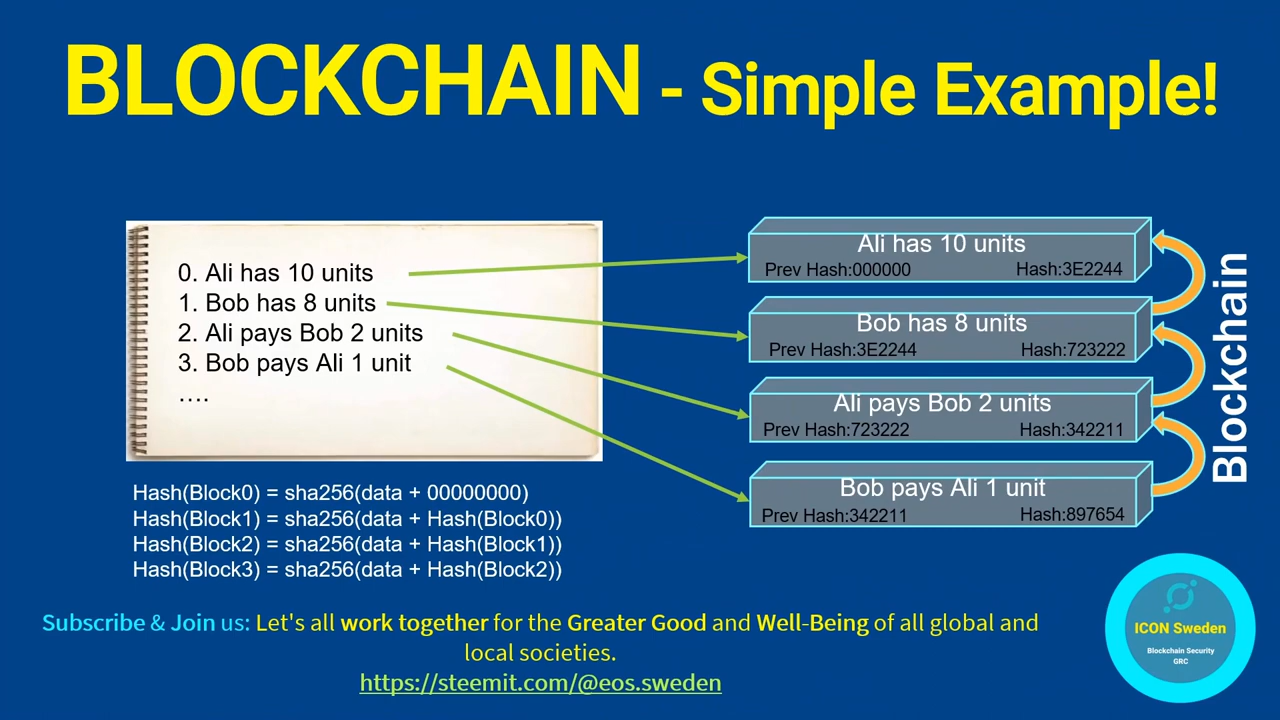 BLOCKCHAIN - Simple Example!
0. Ali has 10 units
1. Bob has 8 units
2. Ali pays Bob 2 units
3. Bob pays Ali 1 unit
....
Hash(Block0) = sha256(data + 00000000)
Hash(Block1) = sha256(data + Hash(Block0))
Hash(Block2) = sha256(data + Hash(Block1))
Hash(Block3) = sha256(data + Hash(Block2))
Ali has 10 units
Prev Hash:000000 Hash:3E2244
Bob has 8 units
Prev Hash:3E2244 Hash:723222
Ali pays Bob 2 units
Prev Hash:723222 Hash:342211
Bob pays Ali 1 unit
Prev Hash:342211 Hash:897654
Blockchain
Subscribe & Join us: Let's all work together for the Greater Good and Well-Being of all global and
local societies.
https://steemit.com/@eos.sweden
ICON Sweden
Blockchain Security
GRC